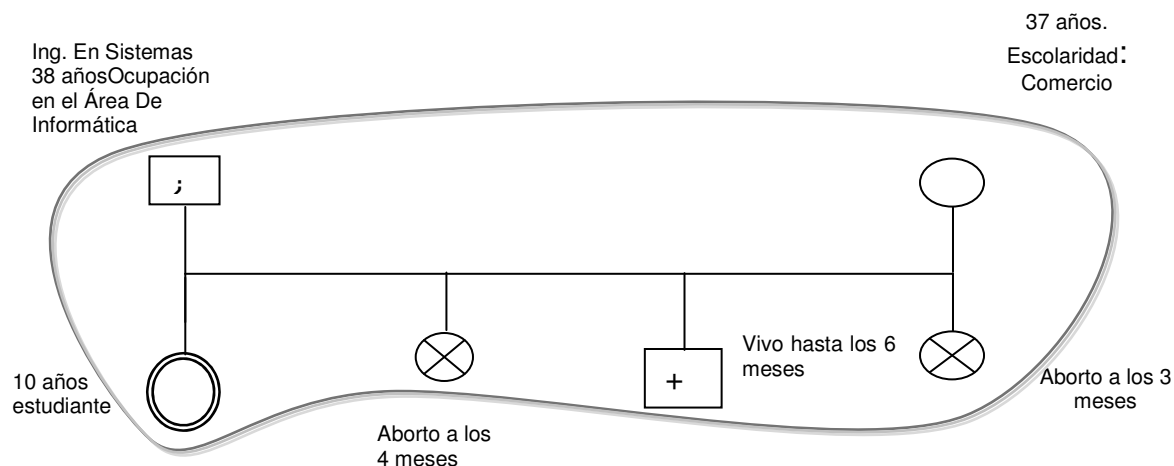 Ing. En Sistemas
38 añosOcupación
en el Área De
Informática
37 años.
Escolaridad:
Comercio
;
10 años
estudiante
Aborto a los
4 meses
+
Vivo hasta los 6
meses
Aborto a los 3
meses